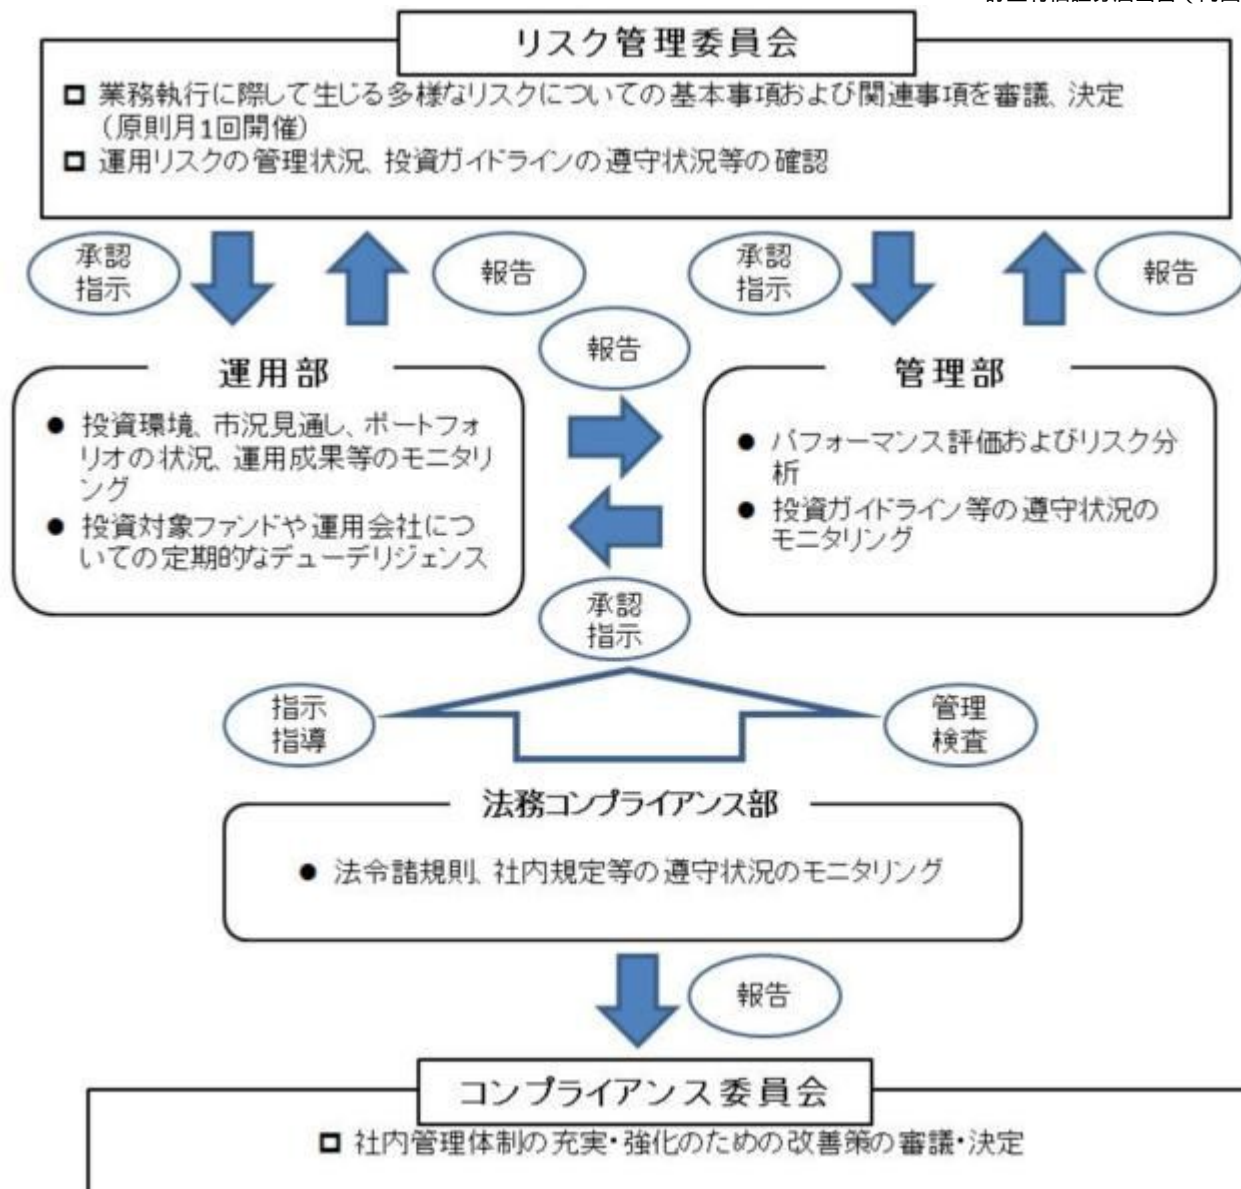 リスク管理委員会
業務執行に際して生じる多様なリスクについての基本事項および関連事項を審議、決定
（原則月1回開催）
運用リスクの管理状況、投資ガイドラインの遵守状況等の確認
承認
指示
報告
承認
指示
報告
報告
運用部
投資環境、市況見通し、ポートフォ
リオの状況、運用成果等のモニタリ
ング
投資対象ファンドや運用会社につ
いての定期的なデューデリジェンス
管理部
パフォーマンス評価およびリスク分
析
投資ガイドライン等の遵守状況の
モニタリング
承認
指示
指示
指導
管理
検査
法務コンプライアンス部
法令諸規則、社内規定等の遵守状況のモニタリング
報告
コンプライアンス委員会
社内管理体制の充実・強化のための改善策の審議・決定